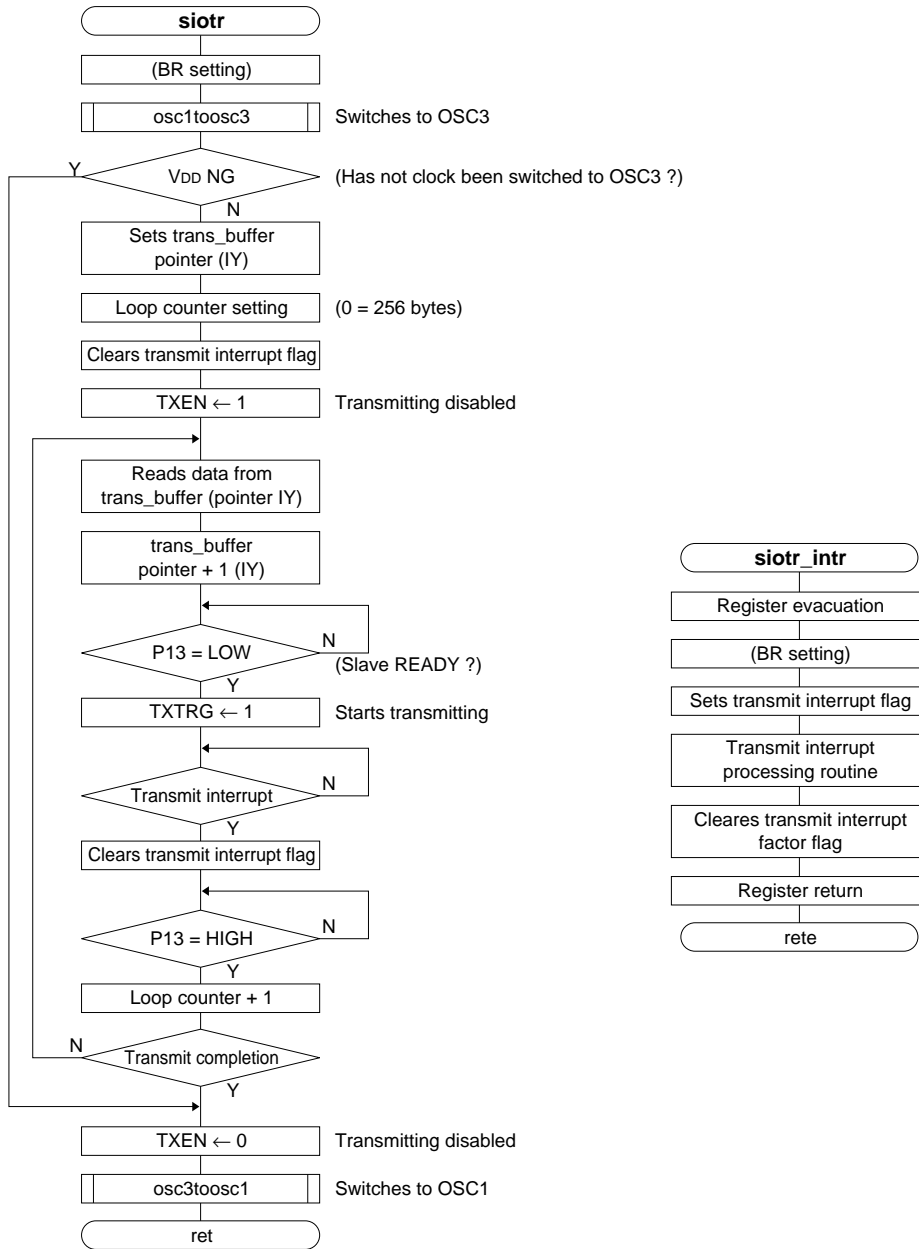 siotr
(BR setting)
osc1toosc3
Switches to OSC3
Y
VDD NG
(Has not clock been switched to OSC3 ?)
N
Sets trans_buffer
pointer (IY)
Loop counter setting
(0 = 256 bytes)
Clears transmit interrupt flag
TXEN ← 1
Transmitting disabled
Reads data from
trans_buffer (pointer IY)
trans_buffer
pointer + 1 (IY)
P13 = LOW
N
(Slave READY ?)
Y
TXTRG ← 1
Starts transmitting
Transmit interrupt
N
Y
Clears transmit interrupt flag
P13 = HIGH
N
Y
Loop counter + 1
N
Transmit completion
Y
TXEN ← 0
Transmitting disabled
osc3toosc1
Switches to OSC1
ret
siotr_intr
Register evacuation
(BR setting)
Sets transmit interrupt flag
Transmit interrupt
processing routine
Cleares transmit interrupt
factor flag
Register return
rete